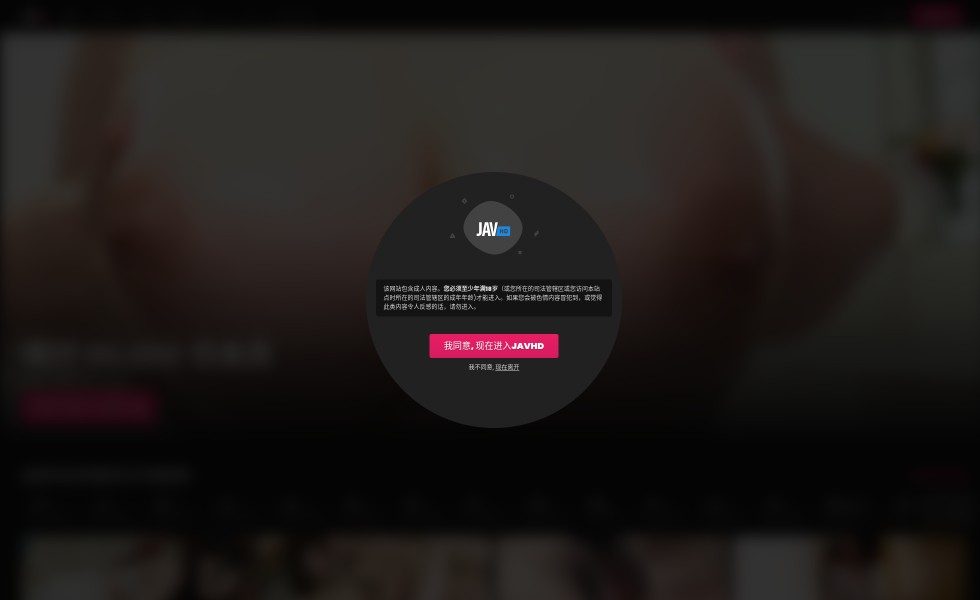 JAV HD
该网站包含成人内容。您必须至少年满18岁（或您所在的司法管辖区或您访问本站
点时所在的司法管辖区的成年年龄)才能进入。如果您会被色情内容冒犯到，或觉得
此类内容令人反感的话，请勿进入。
我同意, 现在进入JAVHD
我不同意, 现在离开